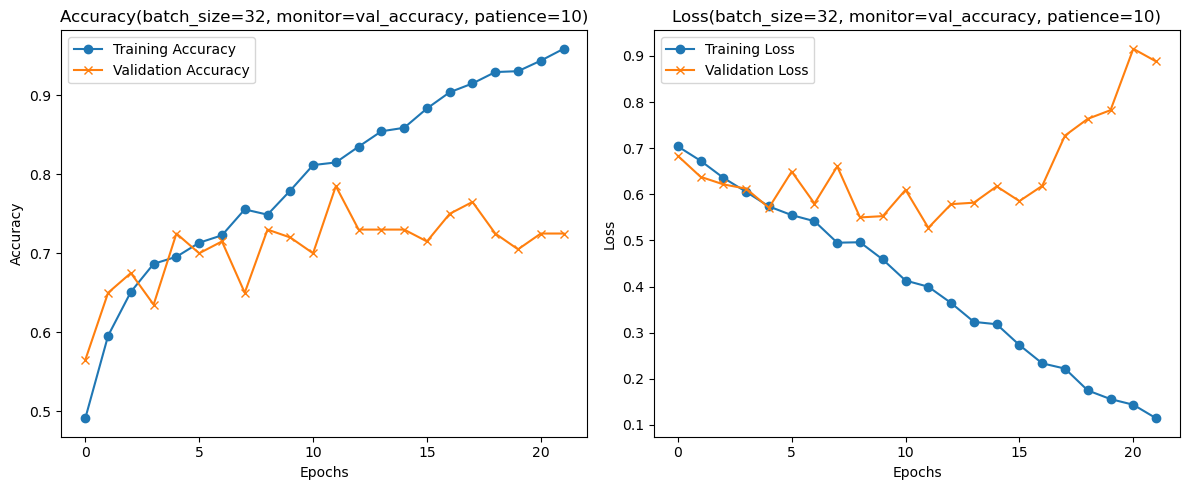 Accuracy(batch_size=32, monitor=val_accuracy, patience=10)
Training Accuracy
Validation Accuracy
0.9
0.8
0.7
0.6
0.5
Accuracy
0 5 10 15 20
Epochs
Loss(batch_size=32, monitor=val_accuracy, patience=10)
Training Loss
Validation Loss
0.9
0.8
0.7
0.6
0.5
0.4
0.3
0.2
0.1
Loss
0 5 10 15 20
Epochs